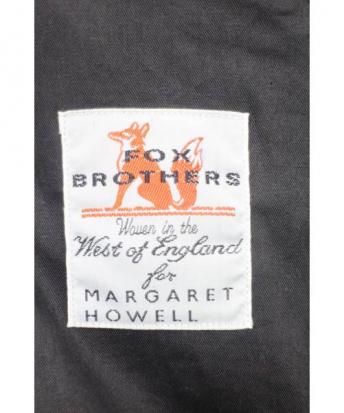 FOX
BROTHERS
Woven in the
West of England
for
MARGARET
HOWELL